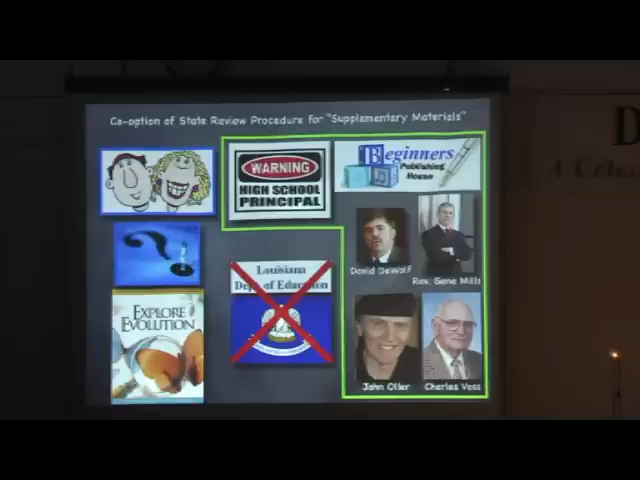 Co-option of State Review Procedure for "Supplementary Materials"
WARNING
HIGH SCHOOL
PRINCIPAL
Beginners
Publishing
House
David DeWolf
Rev. Gene Mills
Louisiana
Dept. of Education
EXPLORE
EVOLUTION
John Oller
Charles Voss
D
A Cele